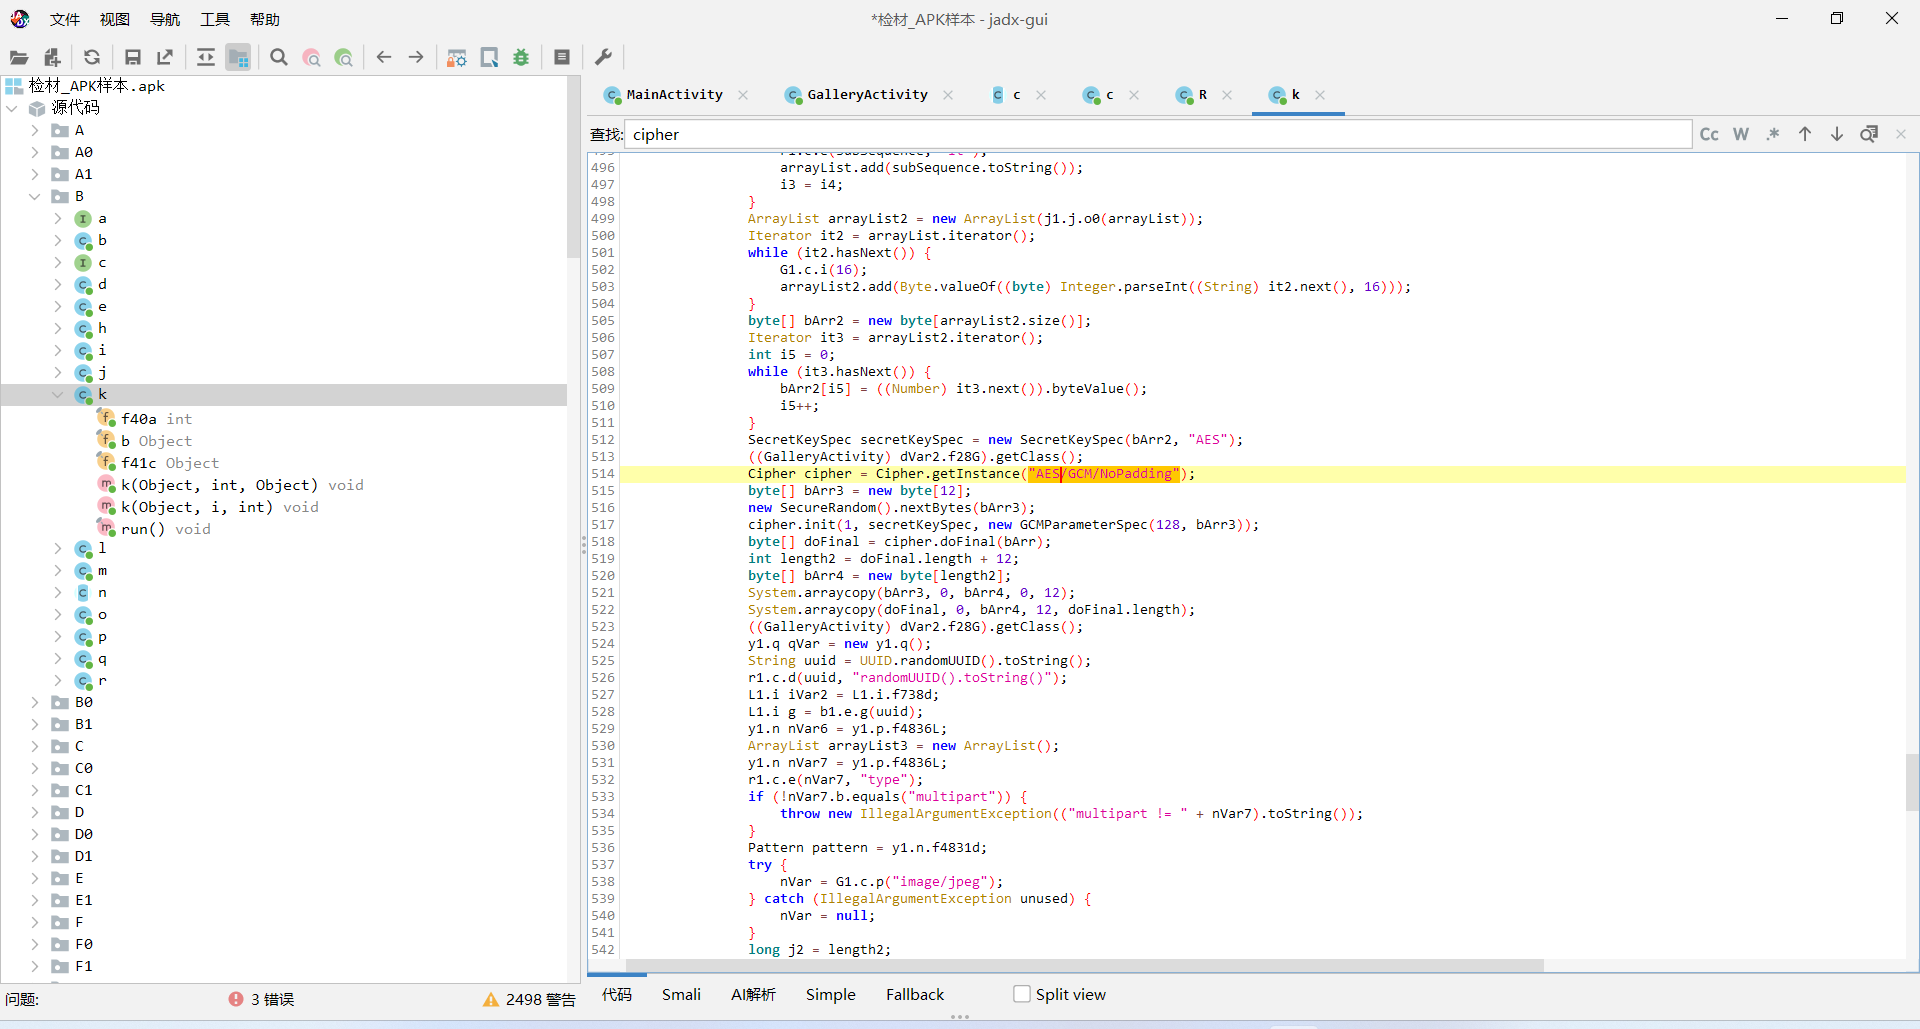 文件 视图 导航 工具 帮助
*检材_APK样本 - jadx-gui
检材_APK样本.apk
源代码
A
A0
A1
B
a
b
c
d
e
h
i
j
k
f40a int
b Object
f41c Object
k(Object, int, Object) void
k(Object, i, int) void
run() void
l
m
n
o
p
q
r
B0
B1
C
C0
C1
D
D0
D1
E
E1
F
F0
F1
问题: 3 错误 2498 警告
MainActivity GalleryActivity c c R k
查找: cipher Cc W .*
496 arrayList.add(subSequence.toString());
497 i3 = i4;
498 }
499 ArrayList arrayList2 = new ArrayList(j1.j.o0(arrayList));
500 Iterator it2 = arrayList.iterator();
501 while (it2.hasNext()) {
502 G1.c.i(16);
503 arrayList2.add(Byte.valueOf((byte) Integer.parseInt((String) it2.next(), 16)));
504 }
505 byte[] bArr2 = new byte[arrayList2.size()];
506 Iterator it3 = arrayList2.iterator();
507 int i5 = 0;
508 while (it3.hasNext()) {
509 bArr2[i5] = ((Number) it3.next()).byteValue();
510 i5++;
511 }
512 SecretKeySpec secretKeySpec = new SecretKeySpec(bArr2, "AES");
513 ((GalleryActivity) dVar2.f28G).getClass();
514 Cipher cipher = Cipher.getInstance("AES/GCM/NoPadding");
515 byte[] bArr3 = new byte[12];
516 new SecureRandom().nextBytes(bArr3);
517 cipher.init(1, secretKeySpec, new GCMParameterSpec(128, bArr3));
518 byte[] doFinal = cipher.doFinal(bArr);
519 int length2 = doFinal.length + 12;
520 byte[] bArr4 = new byte[length2];
521 System.arraycopy(bArr3, 0, bArr4, 0, 12);
522 System.arraycopy(doFinal, 0, bArr4, 12, doFinal.length);
523 ((GalleryActivity) dVar2.f28G).getClass();
524 y1.q qVar = new y1.q();
525 String uuid = UUID.randomUUID().toString();
526 r1.c.d(uuid, "randomUUID().toString()");
527 L1.i iVar2 = L1.i.f738d;
528 L1.i g = b1.e.g(uuid);
529 y1.n nVar6 = y1.p.f4836L;
530 ArrayList arrayList3 = new ArrayList();
531 y1.n nVar7 = y1.p.f4836L;
532 r1.c.e(nVar7, "type");
533 if (!nVar7.b.equals("multipart")) {
534 throw new IllegalArgumentException(("multipart != " + nVar7).toString());
535 }
536 Pattern pattern = y1.n.f4831d;
537 try {
538 nVar = G1.c.p("image/jpeg");
539 } catch (IllegalArgumentException unused) {
540 nVar = null;
541 }
542 long j2 = length2;
代码 Smali AI解析 Simple Fallback Split view